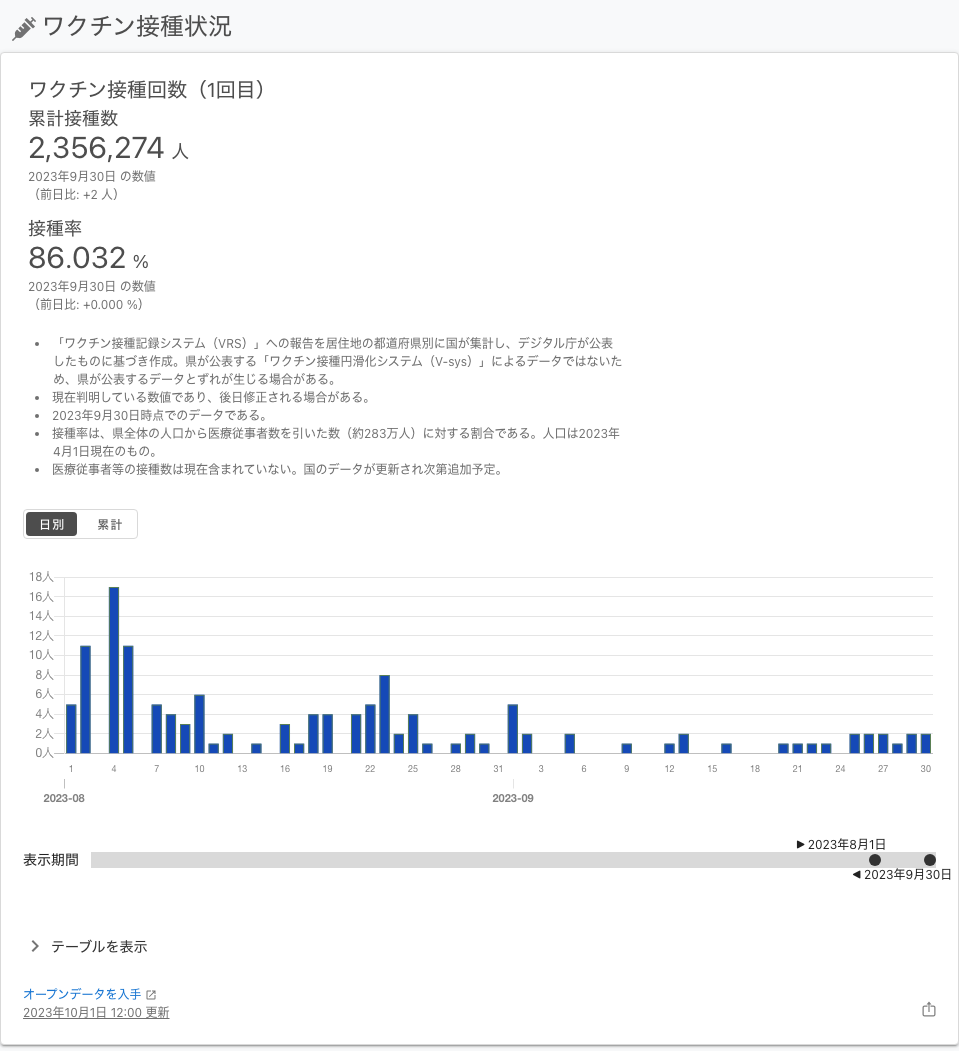 ワクチン接種状況
ワクチン接種回数（1回目）
累計接種数
2,356,274 人
2023年9月30日 の数値
（前日比: +2 人）
接種率
86.032 %
2023年9月30日 の数値
（前日比: +0.000 %）
• 「ワクチン接種記録システム（VRS）」への報告を居住地の都道府県別に国が集計し、デジタル庁が公表
したものに基づき作成。県が公表する「ワクチン接種円滑化システム（V-sys）」によるデータではないた
め、県が公表するデータとずれが生じる場合がある。
• 現在判明している数値であり、後日修正される場合がある。
• 2023年9月30日時点でのデータである。
• 接種率は、県全体の人口から医療従事者数を引いた数（約283万人）に対する割合である。人口は2023年
4月1日現在のもの。
• 医療従事者等の接種数は現在含まれていない。国のデータが更新され次第追加予定。
日別 累計
18人
16人
14人
12人
10人
8人
6人
4人
2人
0人
1 4 7 10 13 16 19 22 25 28 31 3 6 9 12 15 18 21 24 27 30
2023-08 2023-09
▶ 2023年8月1日
表示期間
◀ 2023年9月30日
テーブルを表示
オープンデータを入手
2023年10月1日 12:00 更新